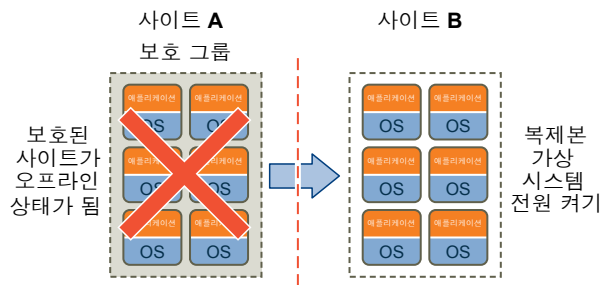 사이트 A
보호 그룹
사이트 B
보호된
사이트가
오프라인
상태가 됨
애플리케이션
OS
애플리케이션
OS
애플리케이션
OS
애플리케이션
OS
애플리케이션
OS
애플리케이션
OS
애플리케이션
OS
애플리케이션
OS
애플리케이션
OS
애플리케이션
OS
애플리케이션
OS
애플리케이션
OS
복제본
가상
시스템
전원 켜기